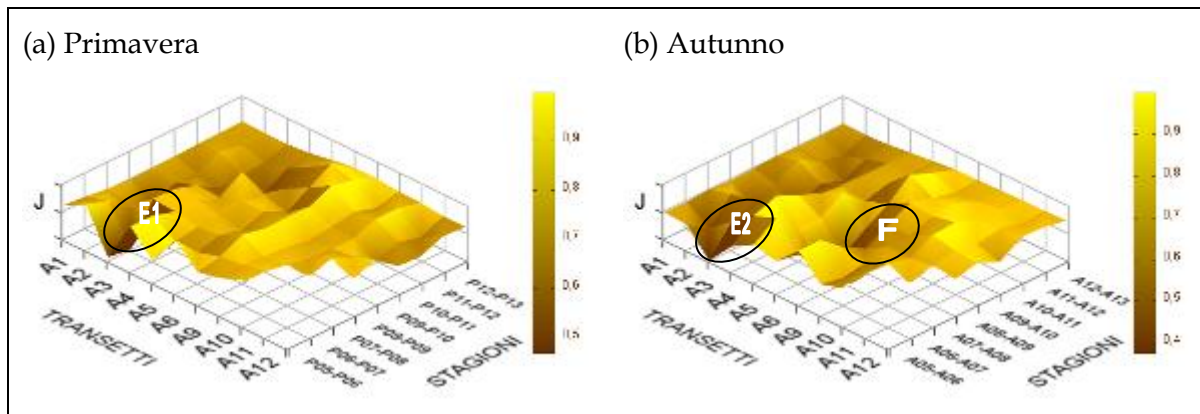 (a) Primavera
(b) Autunno
J
E1
0,9
0,8
0,7
0,6
0,5
A1
A2
A3
A4
A5
A8
A9
A10
A11
A12
TRANSETTI
P05-P06
P06-P07
P07-P08
P08-P09
P09-P10
P10-P11
P11-P12
P12-P13
STAGIONI
J
E2
F
0,9
0,8
0,7
0,6
0,5
0,4
A1
A2
A3
A4
A5
A8
A9
A10
A11
A12
TRANSETTI
A05-A06
A06-A07
A07-A08
A08-A09
A09-A10
A10-A11
A11-A12
A12-A13
STAGIONI